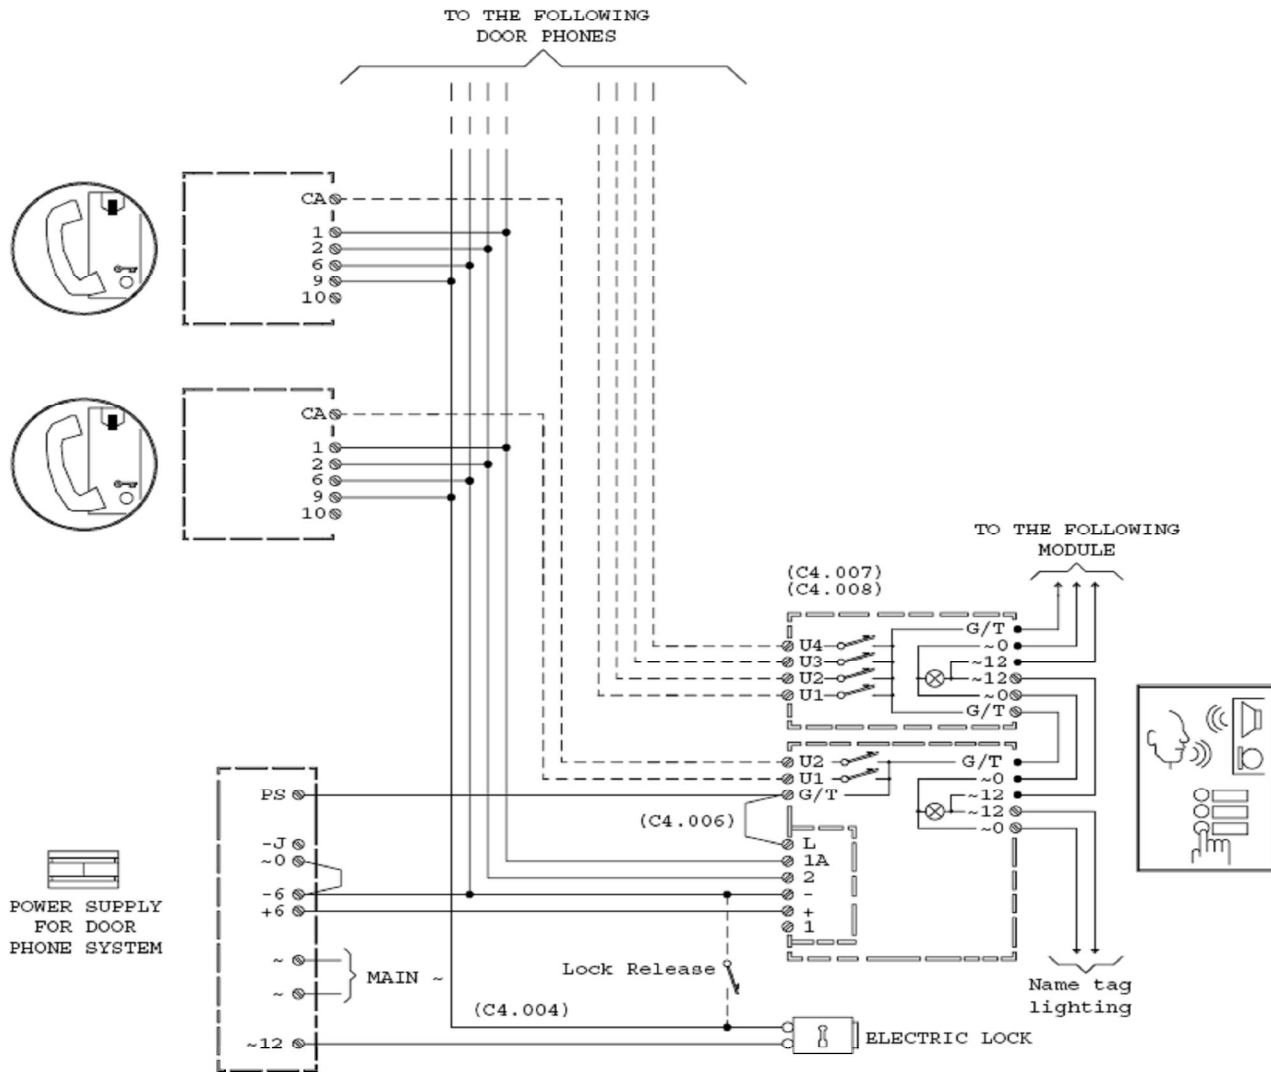 TO THE FOLLOWING
DOOR PHONES
CA
1
2
6
9
10
CA
1
2
6
9
10
TO THE FOLLOWING
MODULE
(C4.007)
(C4.008)
G/T
U4
~0
U3
~12
U2
~12
U1
~0
G/T
U2
G/T
U1
~0
G/T
~12
~12
~0
(C4.006)
L
1A
2
-
+
1
PS
-J
~0
-6
+6
~
~
~12
MAIN ~
POWER SUPPLY
FOR DOOR
PHONE SYSTEM
Lock Release
(C4.004)
ELECTRIC LOCK
Name tag
lighting